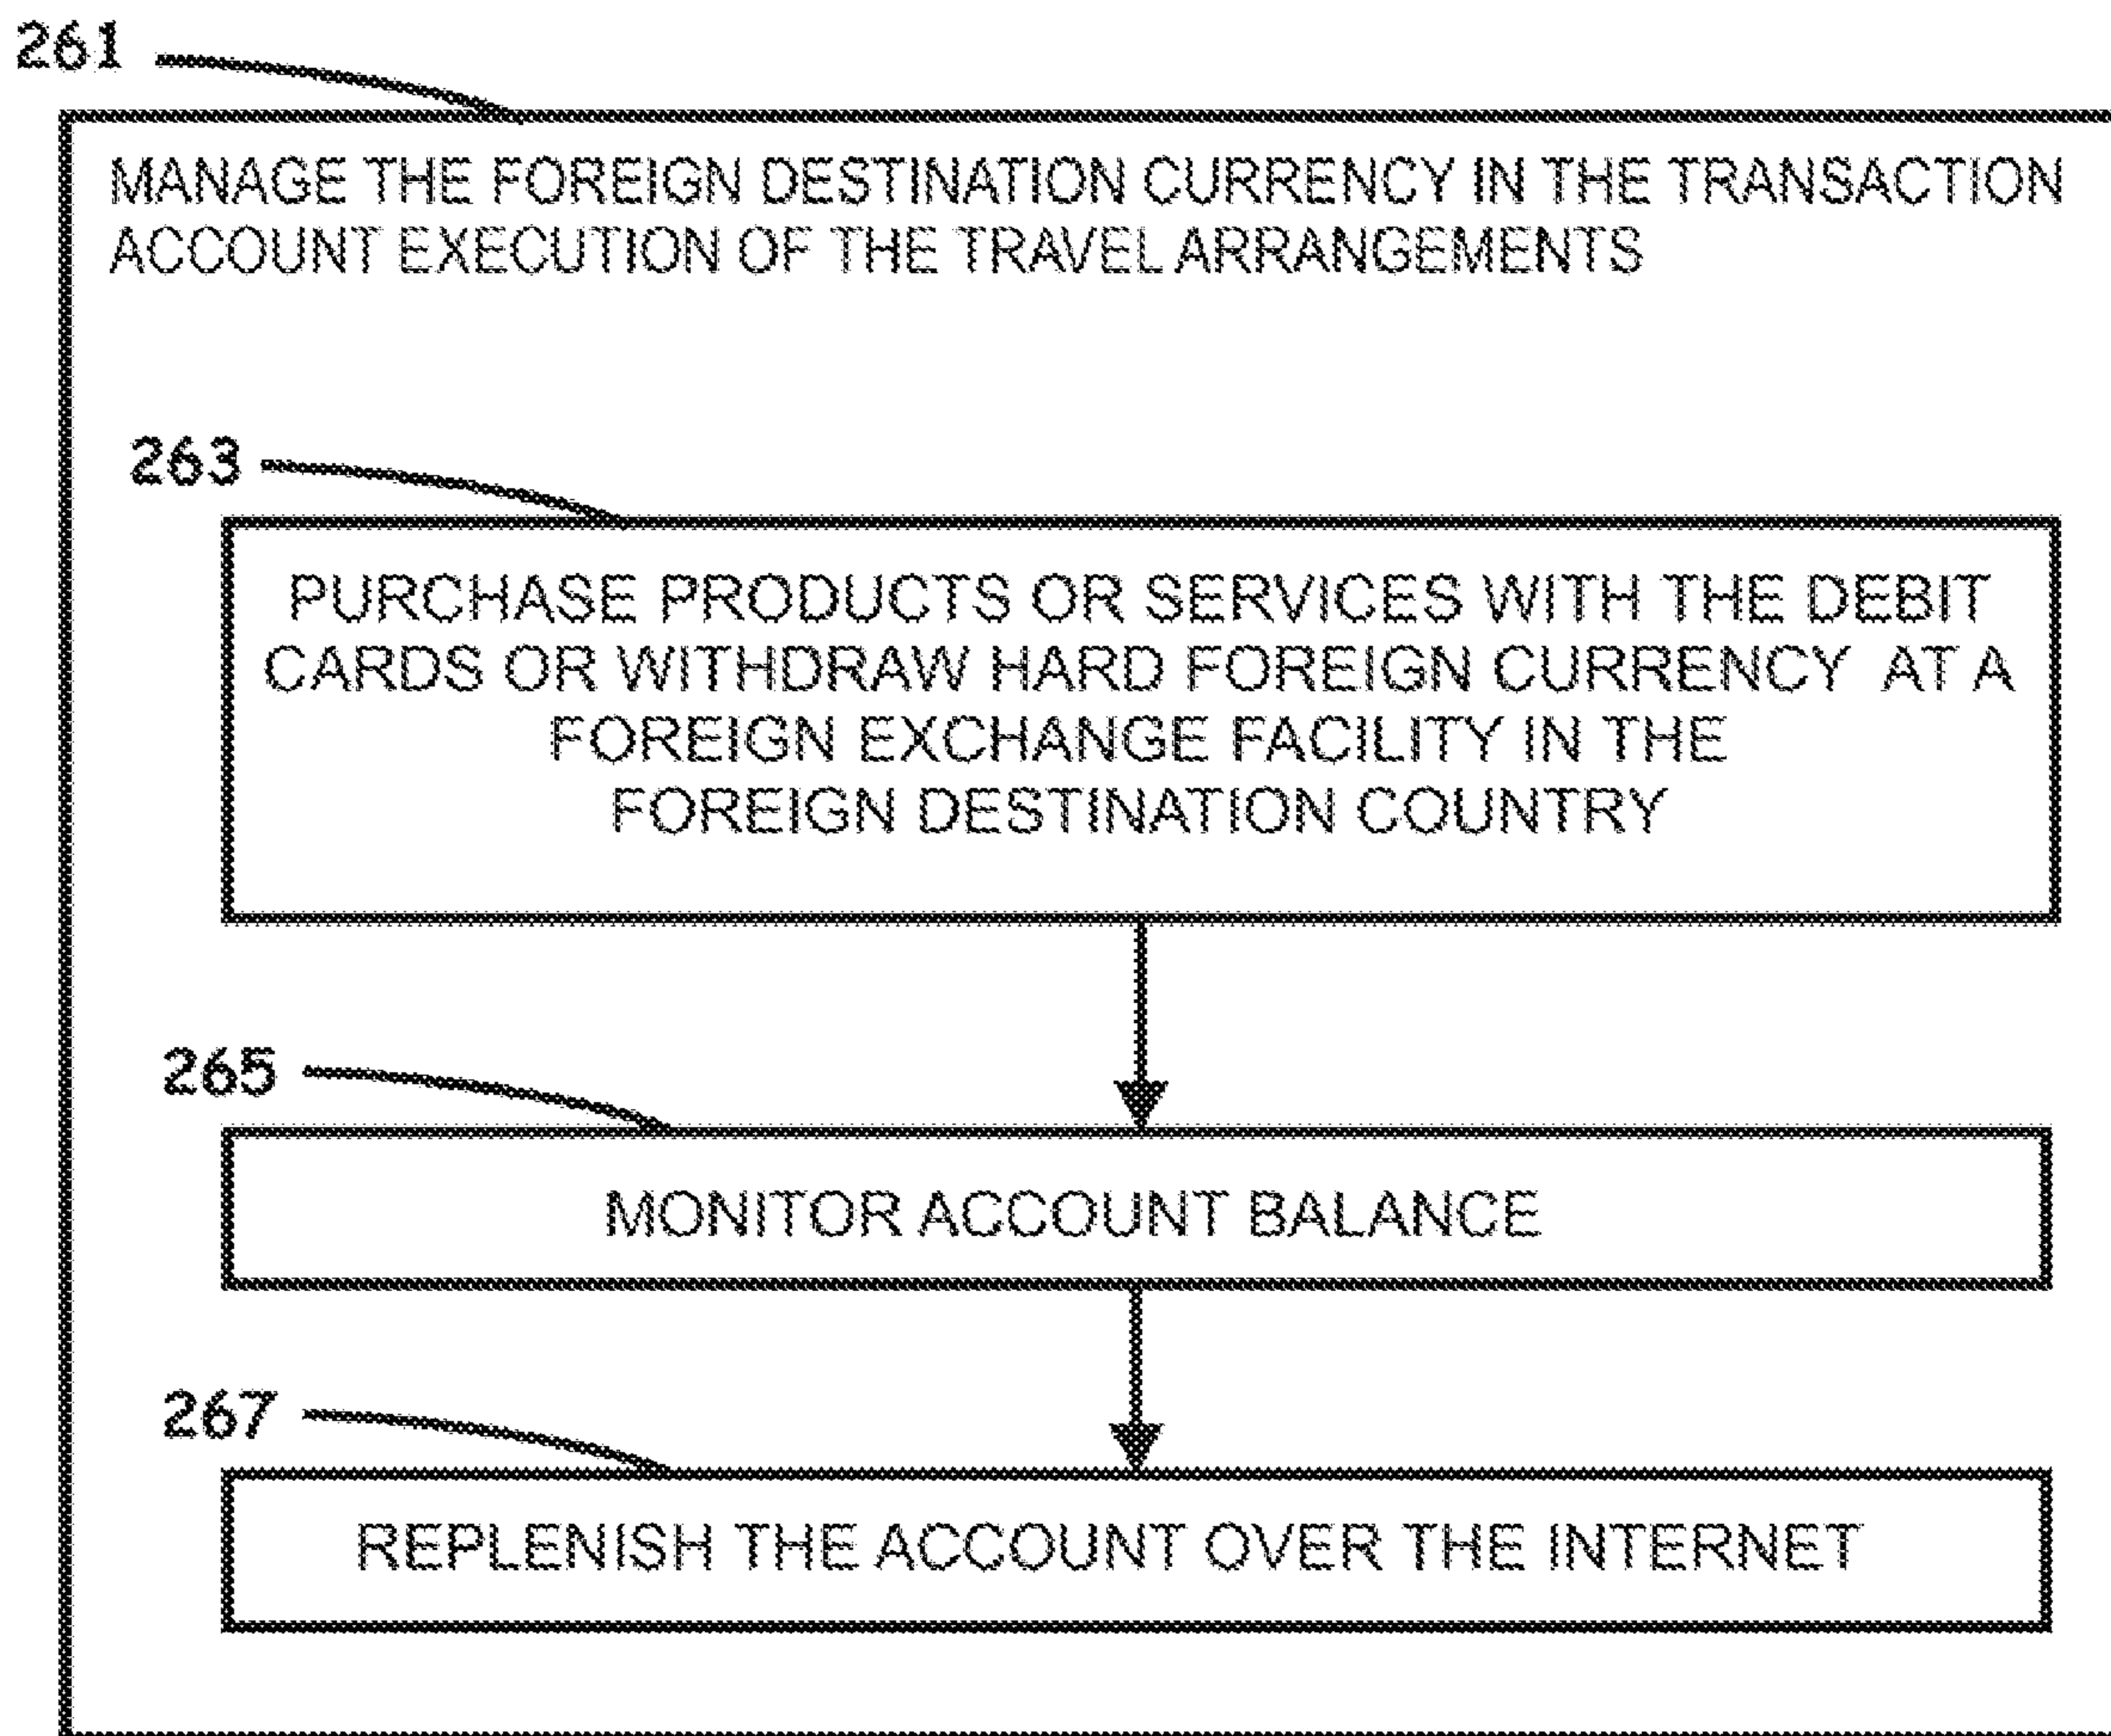 261
MANAGE THE FOREIGN DESTINATION CURRENCY IN THE TRANSACTION
ACCOUNT EXECUTION OF THE TRAVEL ARRANGEMENTS
263
PURCHASE PRODUCTS OR SERVICES WITH THE DEBIT
CARDS OR WITHDRAW HARD FOREIGN CURRENCY AT A
FOREIGN EXCHANGE FACILITY IN THE
FOREIGN DESTINATION COUNTRY
265
MONITOR ACCOUNT BALANCE
267
REPLENISH THE ACCOUNT OVER THE INTERNET